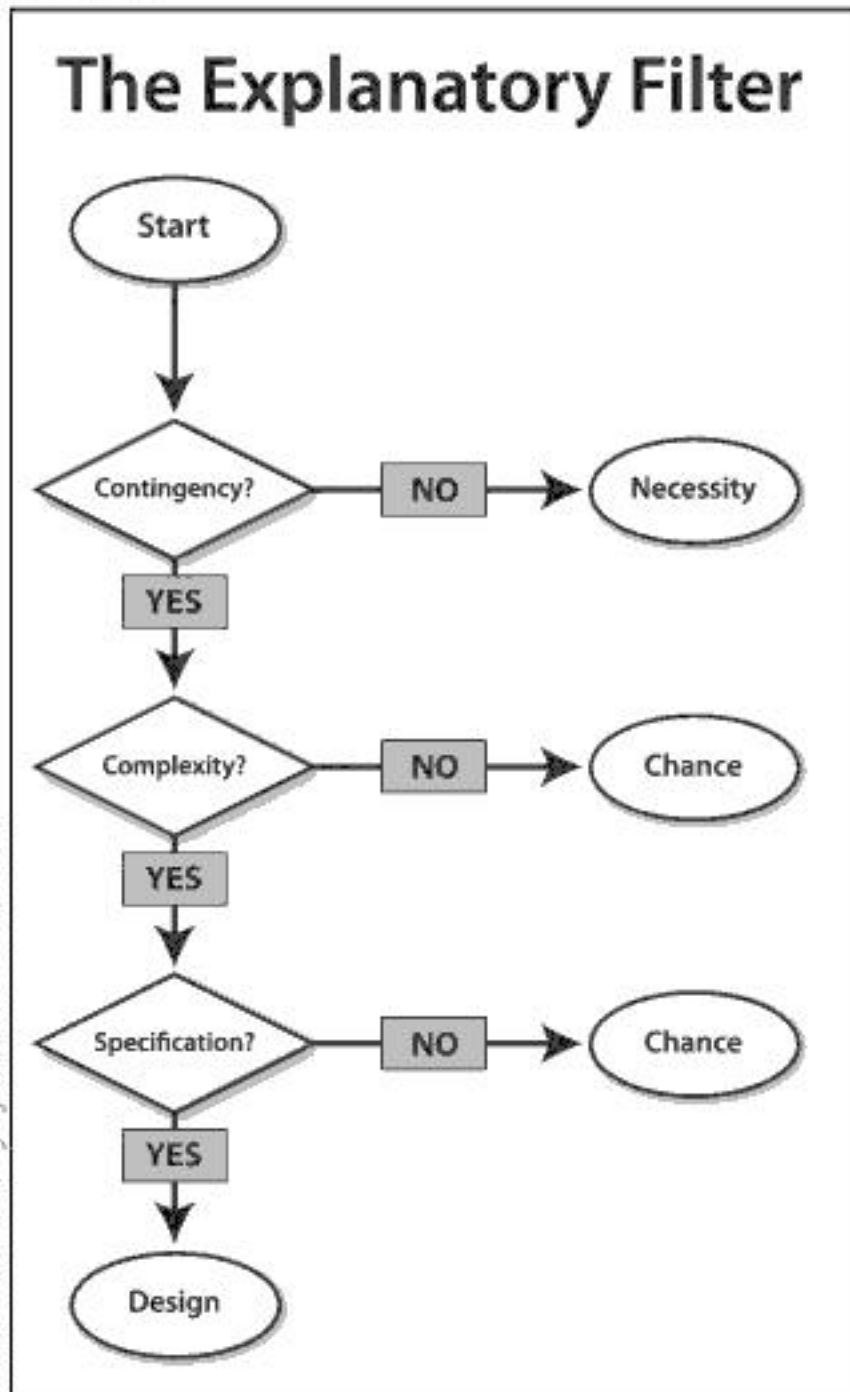 The Explanatory Filter
Start
Contingency?
NO
Necessity
YES
Complexity?
NO
Chance
YES
Specification?
NO
Chance
YES
Design